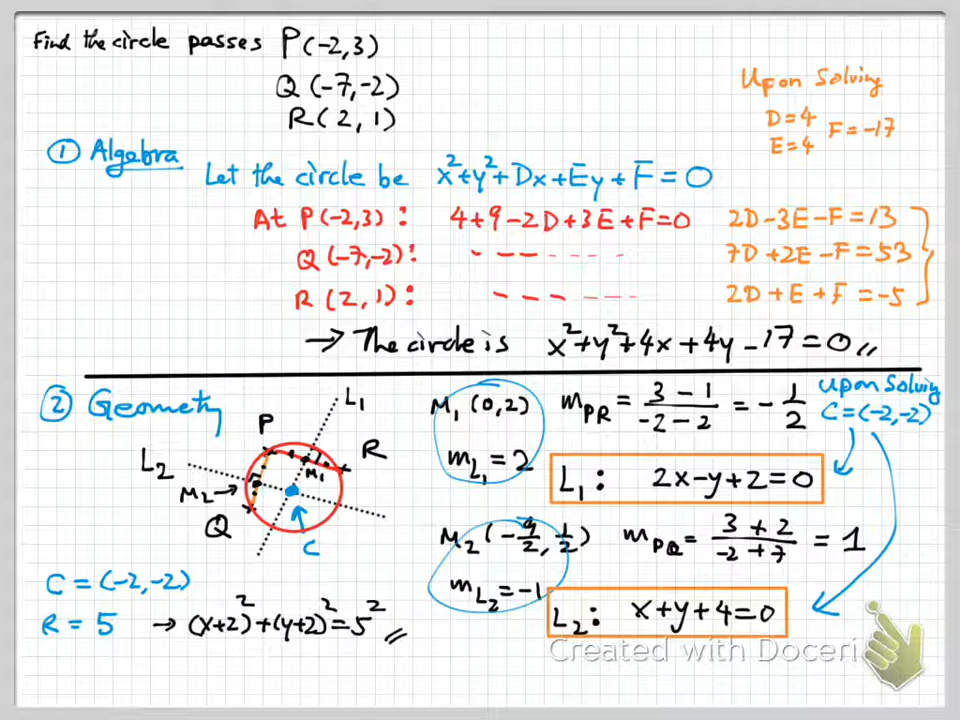 Find the circle passes P(-2,3)
Q(-7,-2)
R(2,1)
Upon Solving
D=4
E=4
F=-17
① Algebra
Let the circle be x²+y²+Dx+Ey+F=0
At P(-2,3): 4+9-2D+3E+F=0 2D-3E-F=13
Q(-7,-2): 7D+2E-F=53
R(2,1): 2D+E+F=-5
→ The circle is x²+y²+4x+4y-17=0
② Geometry
L₁
P
R
L₂
M₁
M₂→
Q
C
C=(-2,-2)
R=5 → (x+2)²+(y+2)²=5²
M₁(0,2) m_PR = (3-1)/(-2-2) = -1/2
m_L₁=2
Upon Solving
C=(-2,-2)
L₁: 2x-y+2=0
M₂(-9/2, 1/2) m_PQ = (3+2)/(-2+7) = 1
m_L₂=-1
L₂: x+y+4=0
Created with Doceri